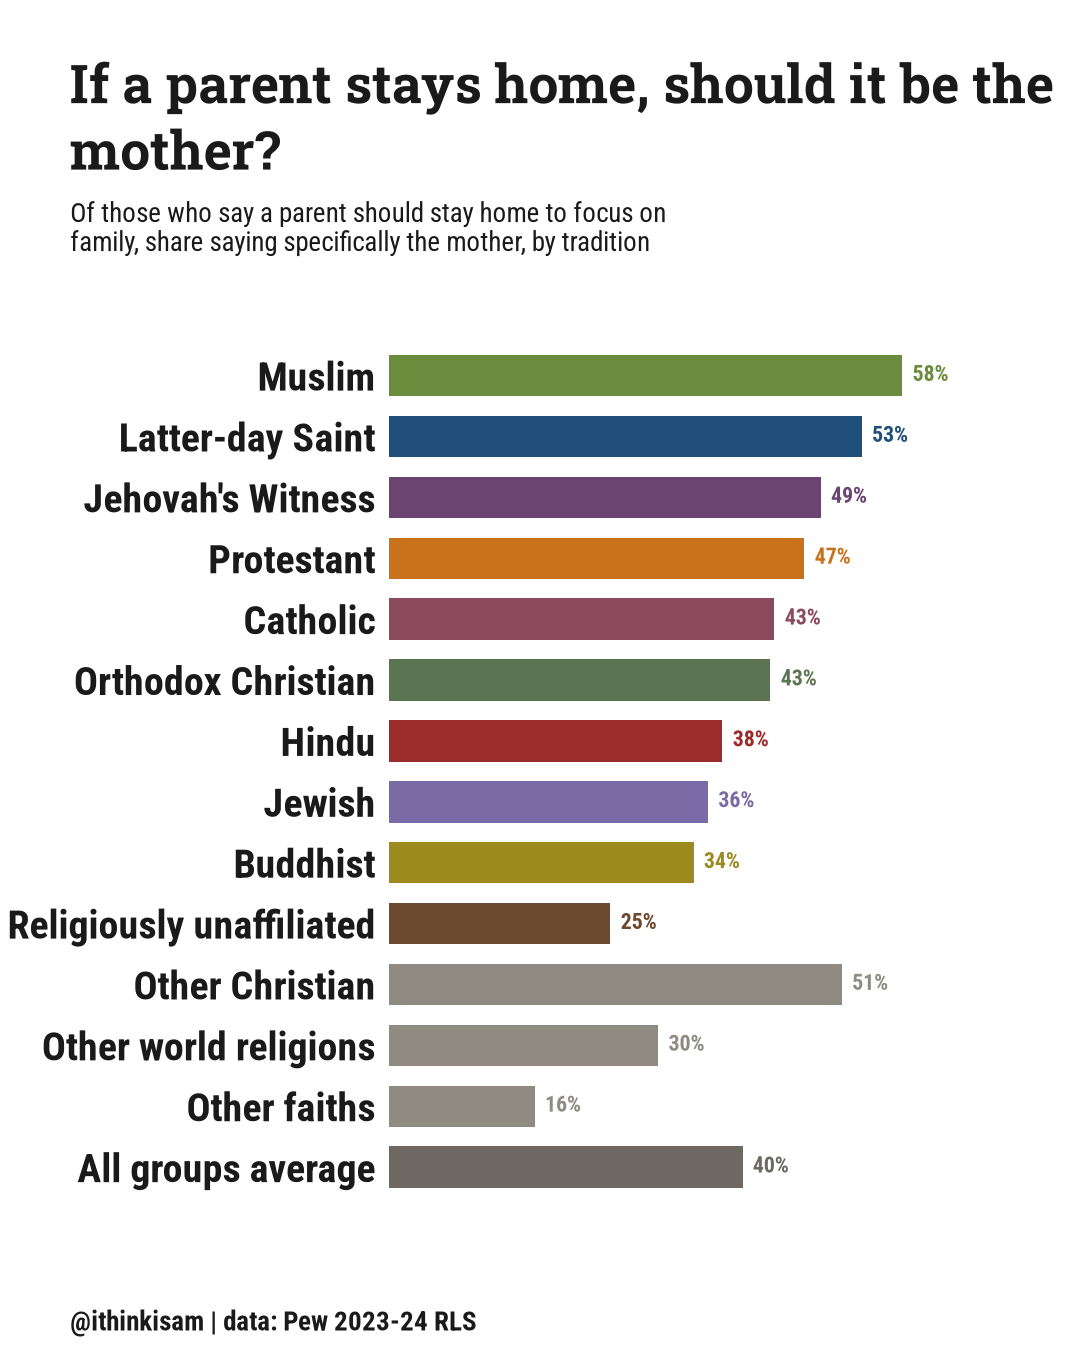 If a parent stays home, should it be the
mother?
Of those who say a parent should stay home to focus on
family, share saying specifically the mother, by tradition
Muslim 58%
Latter-day Saint 53%
Jehovah's Witness 49%
Protestant 47%
Catholic 43%
Orthodox Christian 43%
Hindu 38%
Jewish 36%
Buddhist 34%
Religiously unaffiliated 25%
Other Christian 51%
Other world religions 30%
Other faiths 16%
All groups average 40%
@ithinkisam | data: Pew 2023-24 RLS